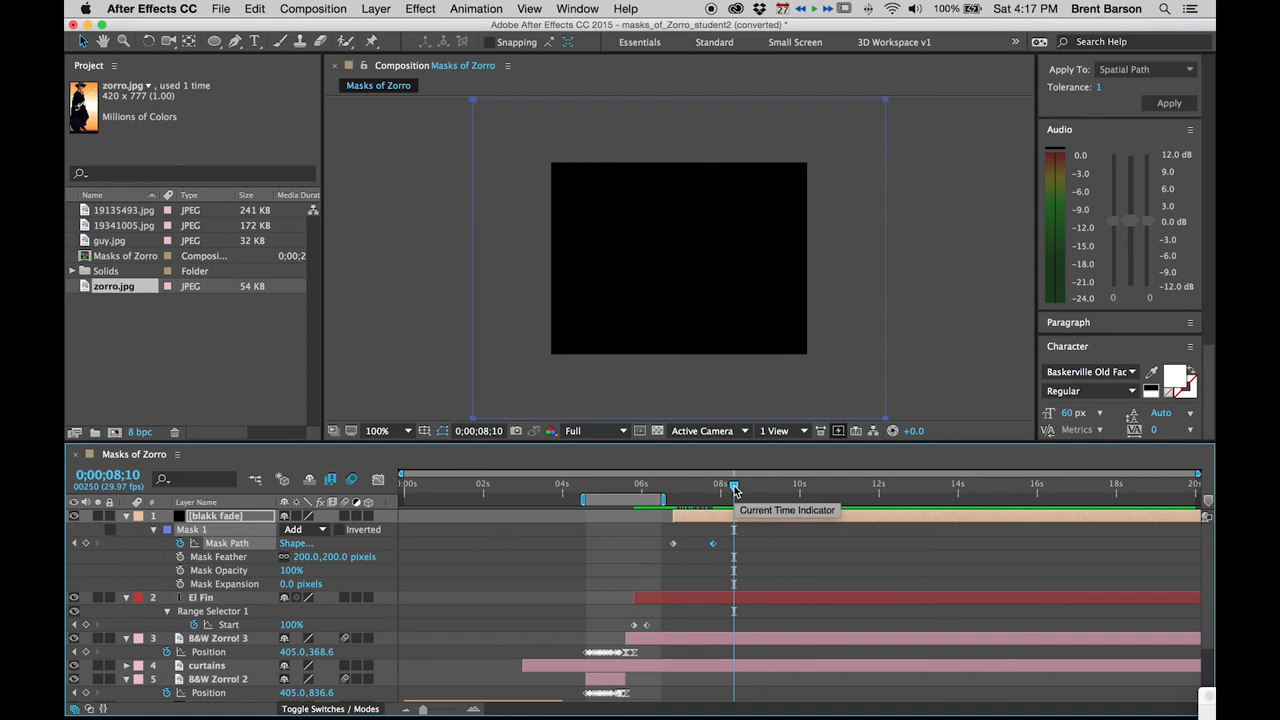 After Effects CC File Edit Composition Layer Effect Animation View Window Help 27 100% Sat 4:17 PM Brent Barson
Adobe After Effects CC 2015 - masks_of_Zorro_student2 (converted) *
Snapping Essentials Standard Small Screen 3D Workspace v1 Search Help
Project
Composition Masks of Zorro
Masks of Zorro
zorro.jpg ▾, used 1 time
420 x 777 (1.00)
Millions of Colors
Apply To: Spatial Path
Tolerance: 1
Apply
Audio
0.0 12.0 dB
-3.0 9.0
-6.0 6.0
-9.0 3.0
-12.0 0.0 dB
-15.0 -3.0
-18.0 -6.0
-21.0 -9.0
-24.0 -12.0 dB
0 0
Name Type Size Media Durat
19135493.jpg JPEG 241 KB
19341005.jpg JPEG 172 KB
guy.jpg JPEG 32 KB
Masks of Zorro Composi... 0;00;2
Solids Folder
zorro.jpg JPEG 54 KB
Paragraph
Character
Baskerville Old Fac
Regular
60 px Auto
Metrics 0
8 bpc
100% 0;00;08;10 Full Active Camera 1 View +0.0
Masks of Zorro
0;00;08;10
00250 (29.97 fps)
0:00s 02s 04s 06s 08s 10s 12s 14s 16s 18s 20s
# Layer Name
Current Time Indicator
1 [blakk fade]
Mask 1 Add Inverted
Mask Path Shape...
Mask Feather 200.0,200.0 pixels
Mask Opacity 100%
Mask Expansion 0.0 pixels
2 T El Fin
Range Selector 1
Start 100%
3 B&W Zorro! 3
Position 405.0,368.6
4 curtains
5 B&W Zorro! 2
Position 405.0,836.6
Toggle Switches / Modes